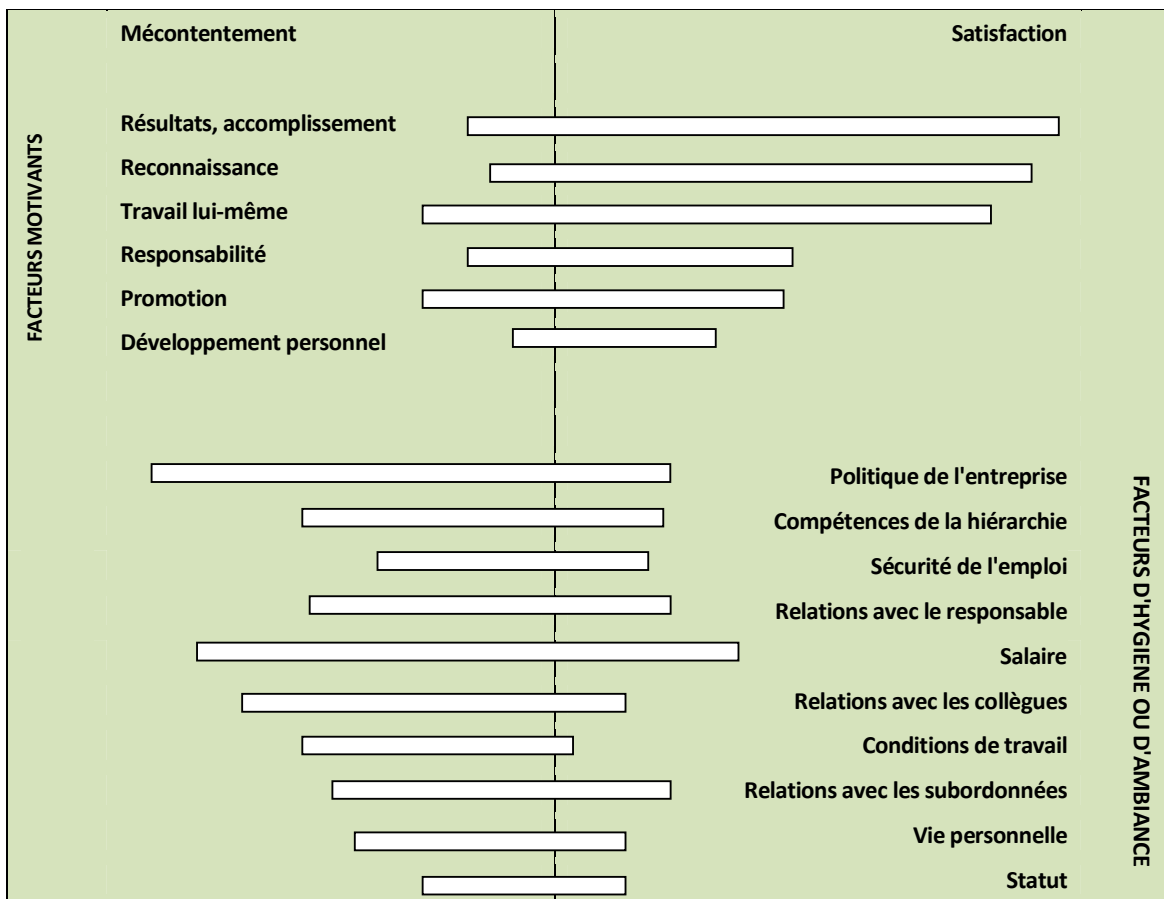 Mécontentement
Satisfaction
FACTEURS MOTIVANTS
Résultats, accomplissement
Reconnaissance
Travail lui-même
Responsabilité
Promotion
Développement personnel
FACTEURS D'HYGIENE OU D'AMBIANCE
Politique de l'entreprise
Compétences de la hiérarchie
Sécurité de l'emploi
Relations avec le responsable
Salaire
Relations avec les collègues
Conditions de travail
Relations avec les subordonnées
Vie personnelle
Statut